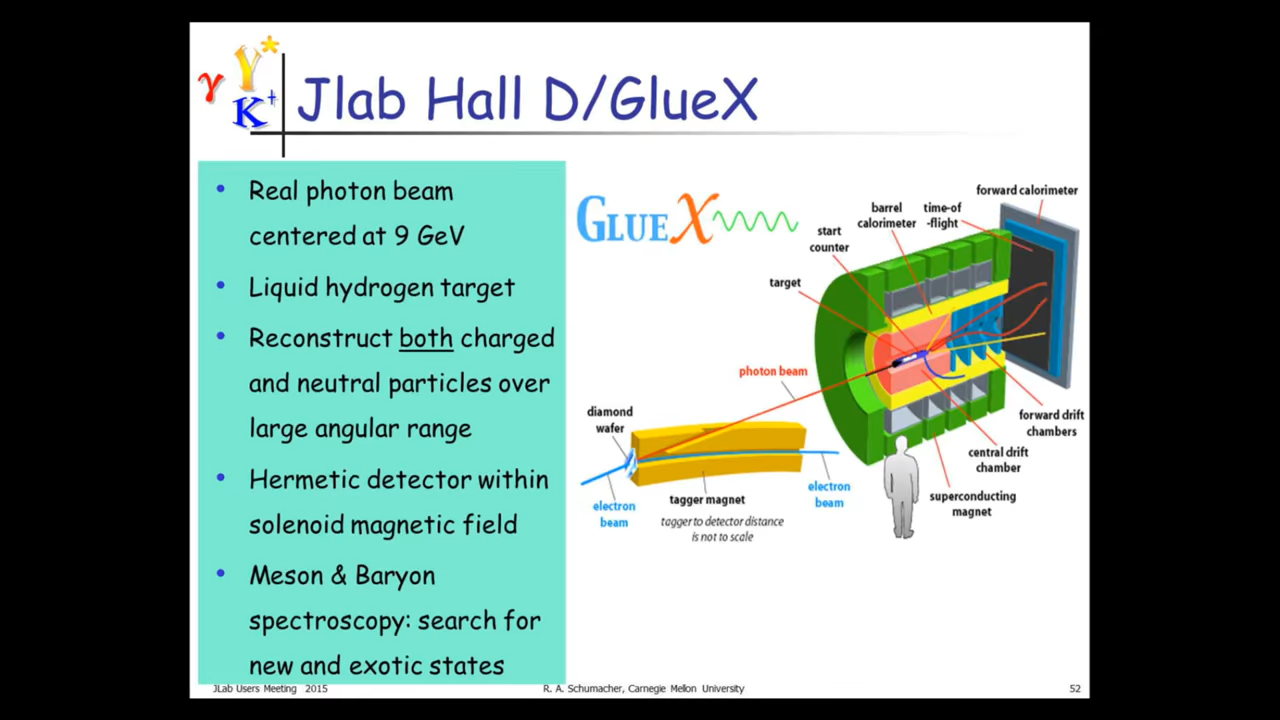 γ Y* K+
Jlab Hall D/GlueX
• Real photon beam
centered at 9 GeV
• Liquid hydrogen target
• Reconstruct both charged
and neutral particles over
large angular range
• Hermetic detector within
solenoid magnetic field
• Meson & Baryon
spectroscopy: search for
new and exotic states
GLUEX
forward calorimeter
barrel
calorimeter
time-of
-flight
start
counter
target
photon beam
diamond
wafer
forward drift
chambers
central drift
chamber
electron
beam
superconducting
magnet
tagger magnet
electron
beam
tagger to detector distance
is not to scale
JLab Users Meeting 2015
R. A. Schumacher, Carnegie Mellon University
52